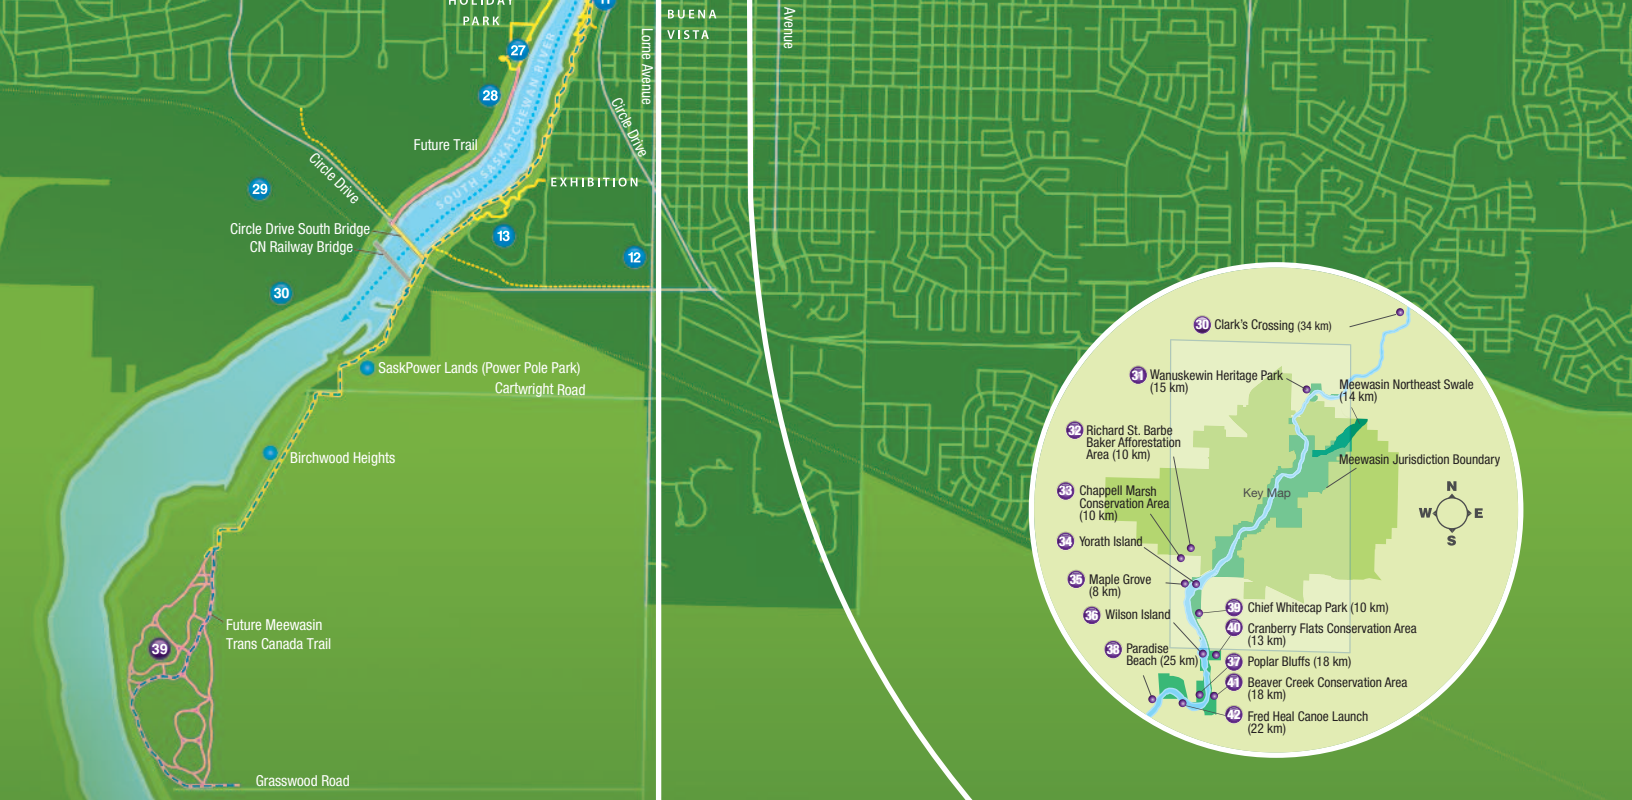 HOLIDAY
PARK
11
BUENA
VISTA
Avenue
Lorne Avenue
27
28
SOUTH SASKATCHEWAN RIVER
Circle Drive
Future Trail
Circle Drive
29
EXHIBITION
Circle Drive South Bridge
CN Railway Bridge
13
12
30
SaskPower Lands (Power Pole Park)
Cartwright Road
Birchwood Heights
Future Meewasin
Trans Canada Trail
39
Grasswood Road
30 Clark's Crossing (34 km)
31 Wanuskewin Heritage Park
(15 km)
Meewasin Northeast Swale
(14 km)
32 Richard St. Barbe
Baker Afforestation
Area (10 km)
Meewasin Jurisdiction Boundary
33 Chappell Marsh
Conservation Area
(10 km)
Key Map
N
W E
S
34 Yorath Island
35 Maple Grove
(8 km)
36 Wilson Island
38 Paradise
Beach (25 km)
39 Chief Whitecap Park (10 km)
40 Cranberry Flats Conservation Area
(13 km)
37 Poplar Bluffs (18 km)
41 Beaver Creek Conservation Area
(18 km)
42 Fred Heal Canoe Launch
(22 km)